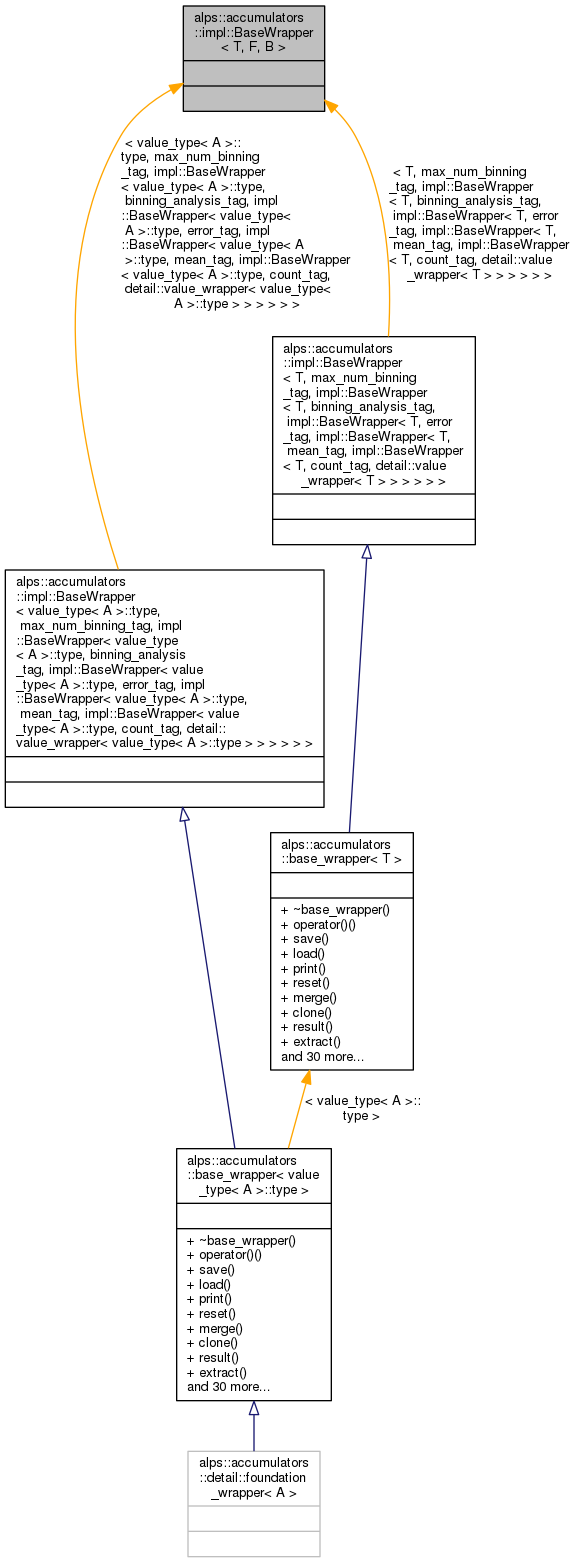 alps::accumulators
::impl::BaseWrapper
< T, F, B >
< value_type< A >::
type, max_num_binning
_tag, impl::BaseWrapper
< value_type< A >::type,
binning_analysis_tag, impl
::BaseWrapper< value_type<
A >::type, error_tag, impl
::BaseWrapper< value_type< A
>::type, mean_tag, impl::BaseWrapper
< value_type< A >::type, count_tag,
detail::value_wrapper< value_type<
A >::type > > > > > >
< T, max_num_binning
_tag, impl::BaseWrapper
< T, binning_analysis_tag,
impl::BaseWrapper< T, error
_tag, impl::BaseWrapper< T,
mean_tag, impl::BaseWrapper
< T, count_tag, detail::value
_wrapper< T > > > > > >
alps::accumulators
::impl::BaseWrapper
< T, max_num_binning
_tag, impl::BaseWrapper
< T, binning_analysis_tag,
impl::BaseWrapper< T, error
_tag, impl::BaseWrapper< T,
mean_tag, impl::BaseWrapper
< T, count_tag, detail::value
_wrapper< T > > > > > >
alps::accumulators
::impl::BaseWrapper
< value_type< A >::type,
max_num_binning_tag, impl
::BaseWrapper< value_type
< A >::type, binning_analysis
_tag, impl::BaseWrapper< value
_type< A >::type, error_tag, impl
::BaseWrapper< value_type< A >::type,
mean_tag, impl::BaseWrapper< value
_type< A >::type, count_tag, detail::
value_wrapper< value_type< A >::type > > > > > >
alps::accumulators
::base_wrapper< T >
+ ~base_wrapper()
+ operator()()
+ save()
+ load()
+ print()
+ reset()
+ merge()
+ clone()
+ result()
+ extract()
and 30 more...
< value_type< A >::
type >
alps::accumulators
::base_wrapper< value
_type< A >::type >
+ ~base_wrapper()
+ operator()()
+ save()
+ load()
+ print()
+ reset()
+ merge()
+ clone()
+ result()
+ extract()
and 30 more...
alps::accumulators
::detail::foundation
_wrapper< A >